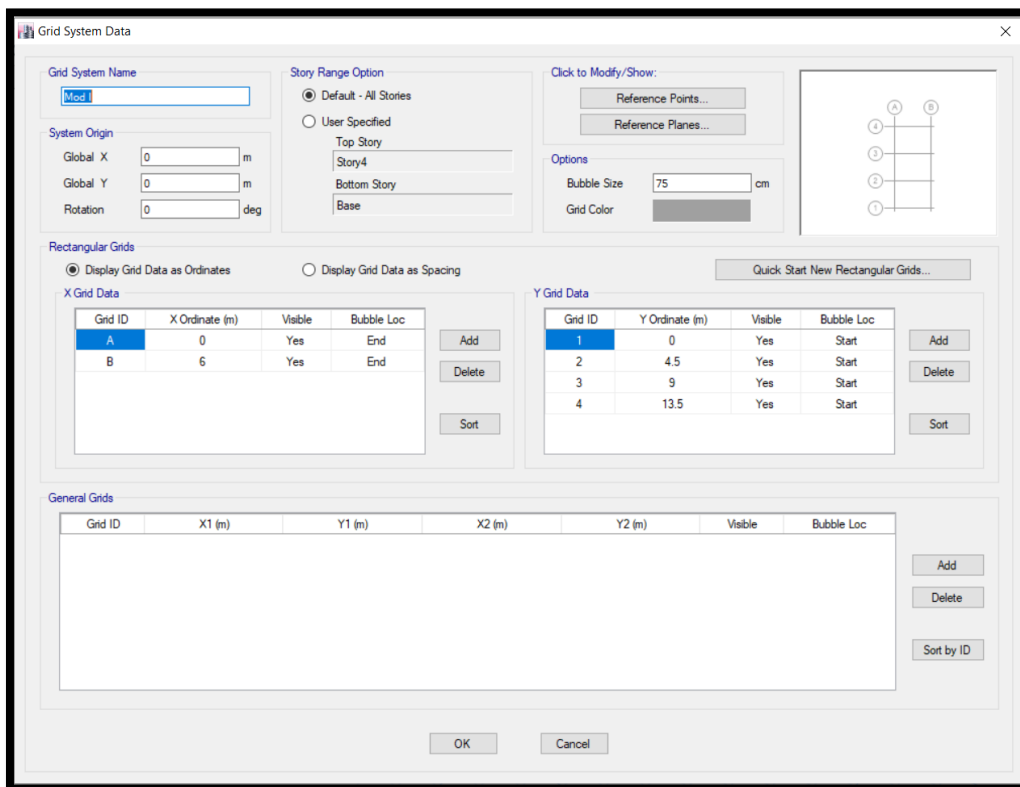 Grid System Data
Grid System Name
Mod I
System Origin
Global X 0 m
Global Y 0 m
Rotation 0 deg
Story Range Option
Default - All Stories
User Specified
Top Story
Story4
Bottom Story
Base
Click to Modify/Show:
Reference Points...
Reference Planes...
Options
Bubble Size 75 cm
Grid Color
A B
4
3
2
1
Rectangular Grids
Display Grid Data as Ordinates Display Grid Data as Spacing Quick Start New Rectangular Grids...
X Grid Data
Grid ID X Ordinate (m) Visible Bubble Loc
A 0 Yes End
B 6 Yes End
Add
Delete
Sort
Y Grid Data
Grid ID Y Ordinate (m) Visible Bubble Loc
1 0 Yes Start
2 4.5 Yes Start
3 9 Yes Start
4 13.5 Yes Start
Add
Delete
Sort
General Grids
Grid ID X1 (m) Y1 (m) X2 (m) Y2 (m) Visible Bubble Loc
Add
Delete
Sort by ID
OK Cancel